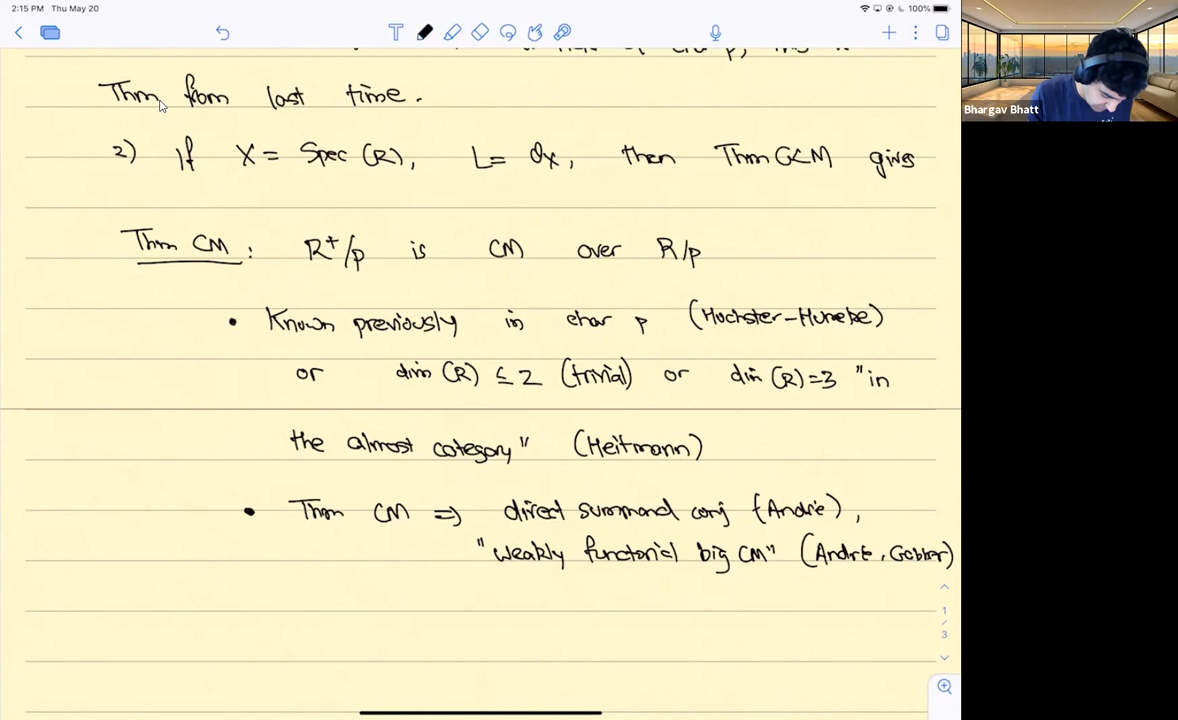 2:15 PM Thu May 20
100%
Thm from last time.
2) If X = Spec (R), L = O_X, then Thm GCM gives
Thm CM: R⁺/p is CM over R/p
• Known previously in char p (Hochster-Huneke)
or dim (R) ≤ 2 (trivial) or dim (R) = 3 "in
the almost category" (Heitmann)
• Thm CM ⇒ direct summand conj (André),
"weakly functorial big CM" (André, Gabber)
Bhargav Bhatt
1
/
3